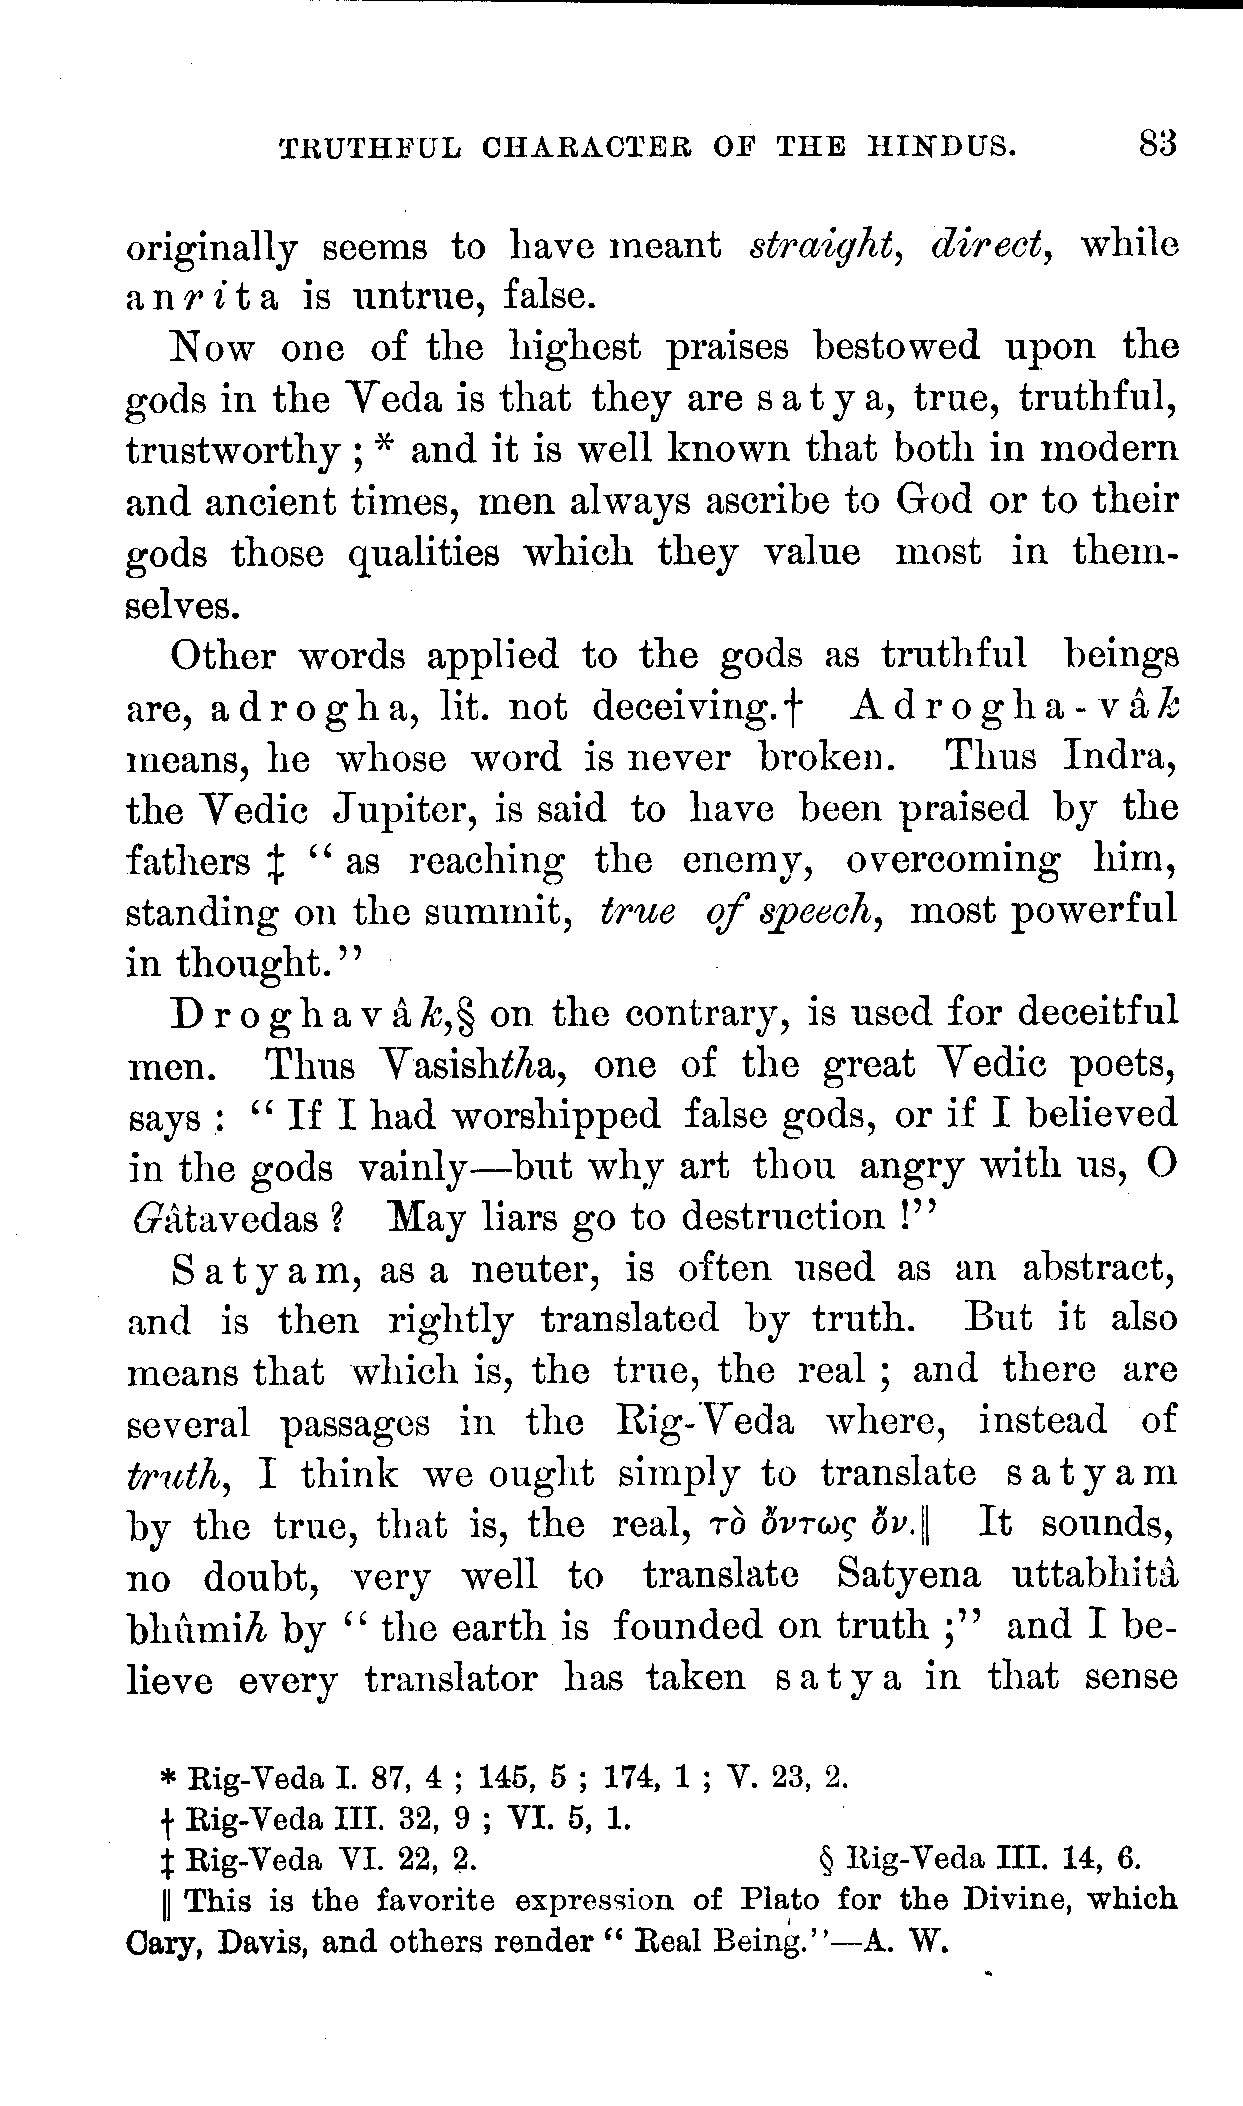 TRUTHFUL CHARACTER OF THE HINDUS. 83
originally seems to have meant straight, direct, while
anrita is untrue, false.
Now one of the highest praises bestowed upon the
gods in the Veda is that they are satya, true, truthful,
trustworthy ; * and it is well known that both in modern
and ancient times, men always ascribe to God or to their
gods those qualities which they value most in them-
selves.
Other words applied to the gods as truthful beings
are, adrogha, lit. not deceiving.† Adrogha-vâk
means, he whose word is never broken. Thus Indra,
the Vedic Jupiter, is said to have been praised by the
fathers ‡ “ as reaching the enemy, overcoming him,
standing on the summit, true of speech, most powerful
in thought.”
Droghavâk,§ on the contrary, is used for deceitful
men. Thus Vasishtha, one of the great Vedic poets,
says : “ If I had worshipped false gods, or if I believed
in the gods vainly—but why art thou angry with us, O
Gâtavedas ? May liars go to destruction !”
Satyam, as a neuter, is often used as an abstract,
and is then rightly translated by truth. But it also
means that which is, the true, the real ; and there are
several passages in the Rig-Veda where, instead of
truth, I think we ought simply to translate satyam
by the true, that is, the real, τὸ ὄντως ὄν.‖ It sounds,
no doubt, very well to translate Satyena uttabhitâ
bhûmih by “ the earth is founded on truth ;” and I be-
lieve every translator has taken satya in that sense
* Rig-Veda I. 87, 4 ; 145, 5 ; 174, 1 ; V. 23, 2.
† Rig-Veda III. 32, 9 ; VI. 5, 1.
‡ Rig-Veda VI. 22, 2. § Rig-Veda III. 14, 6.
‖ This is the favorite expression of Plato for the Divine, which
Cary, Davis, and others render “ Real Being.”—A. W.